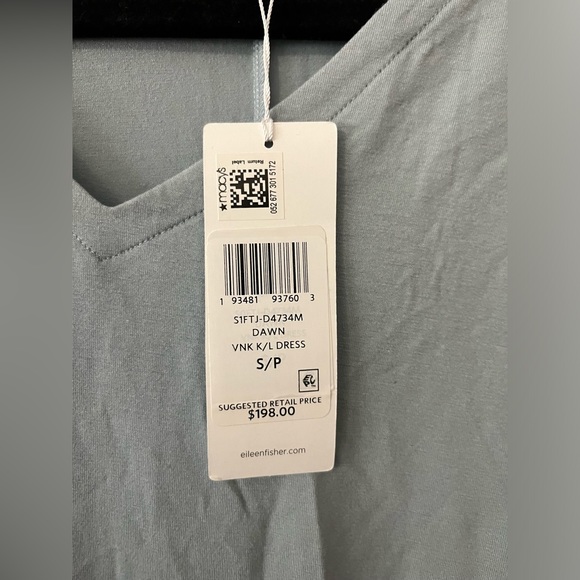 ★macy's
Return Label
052 677 301 5172
1 93481 93760 3
S1FTJ-D4734M
DAWN
VNK K/L DRESS
S/P
SUGGESTED RETAIL PRICE
$198.00
eileenfisher.com